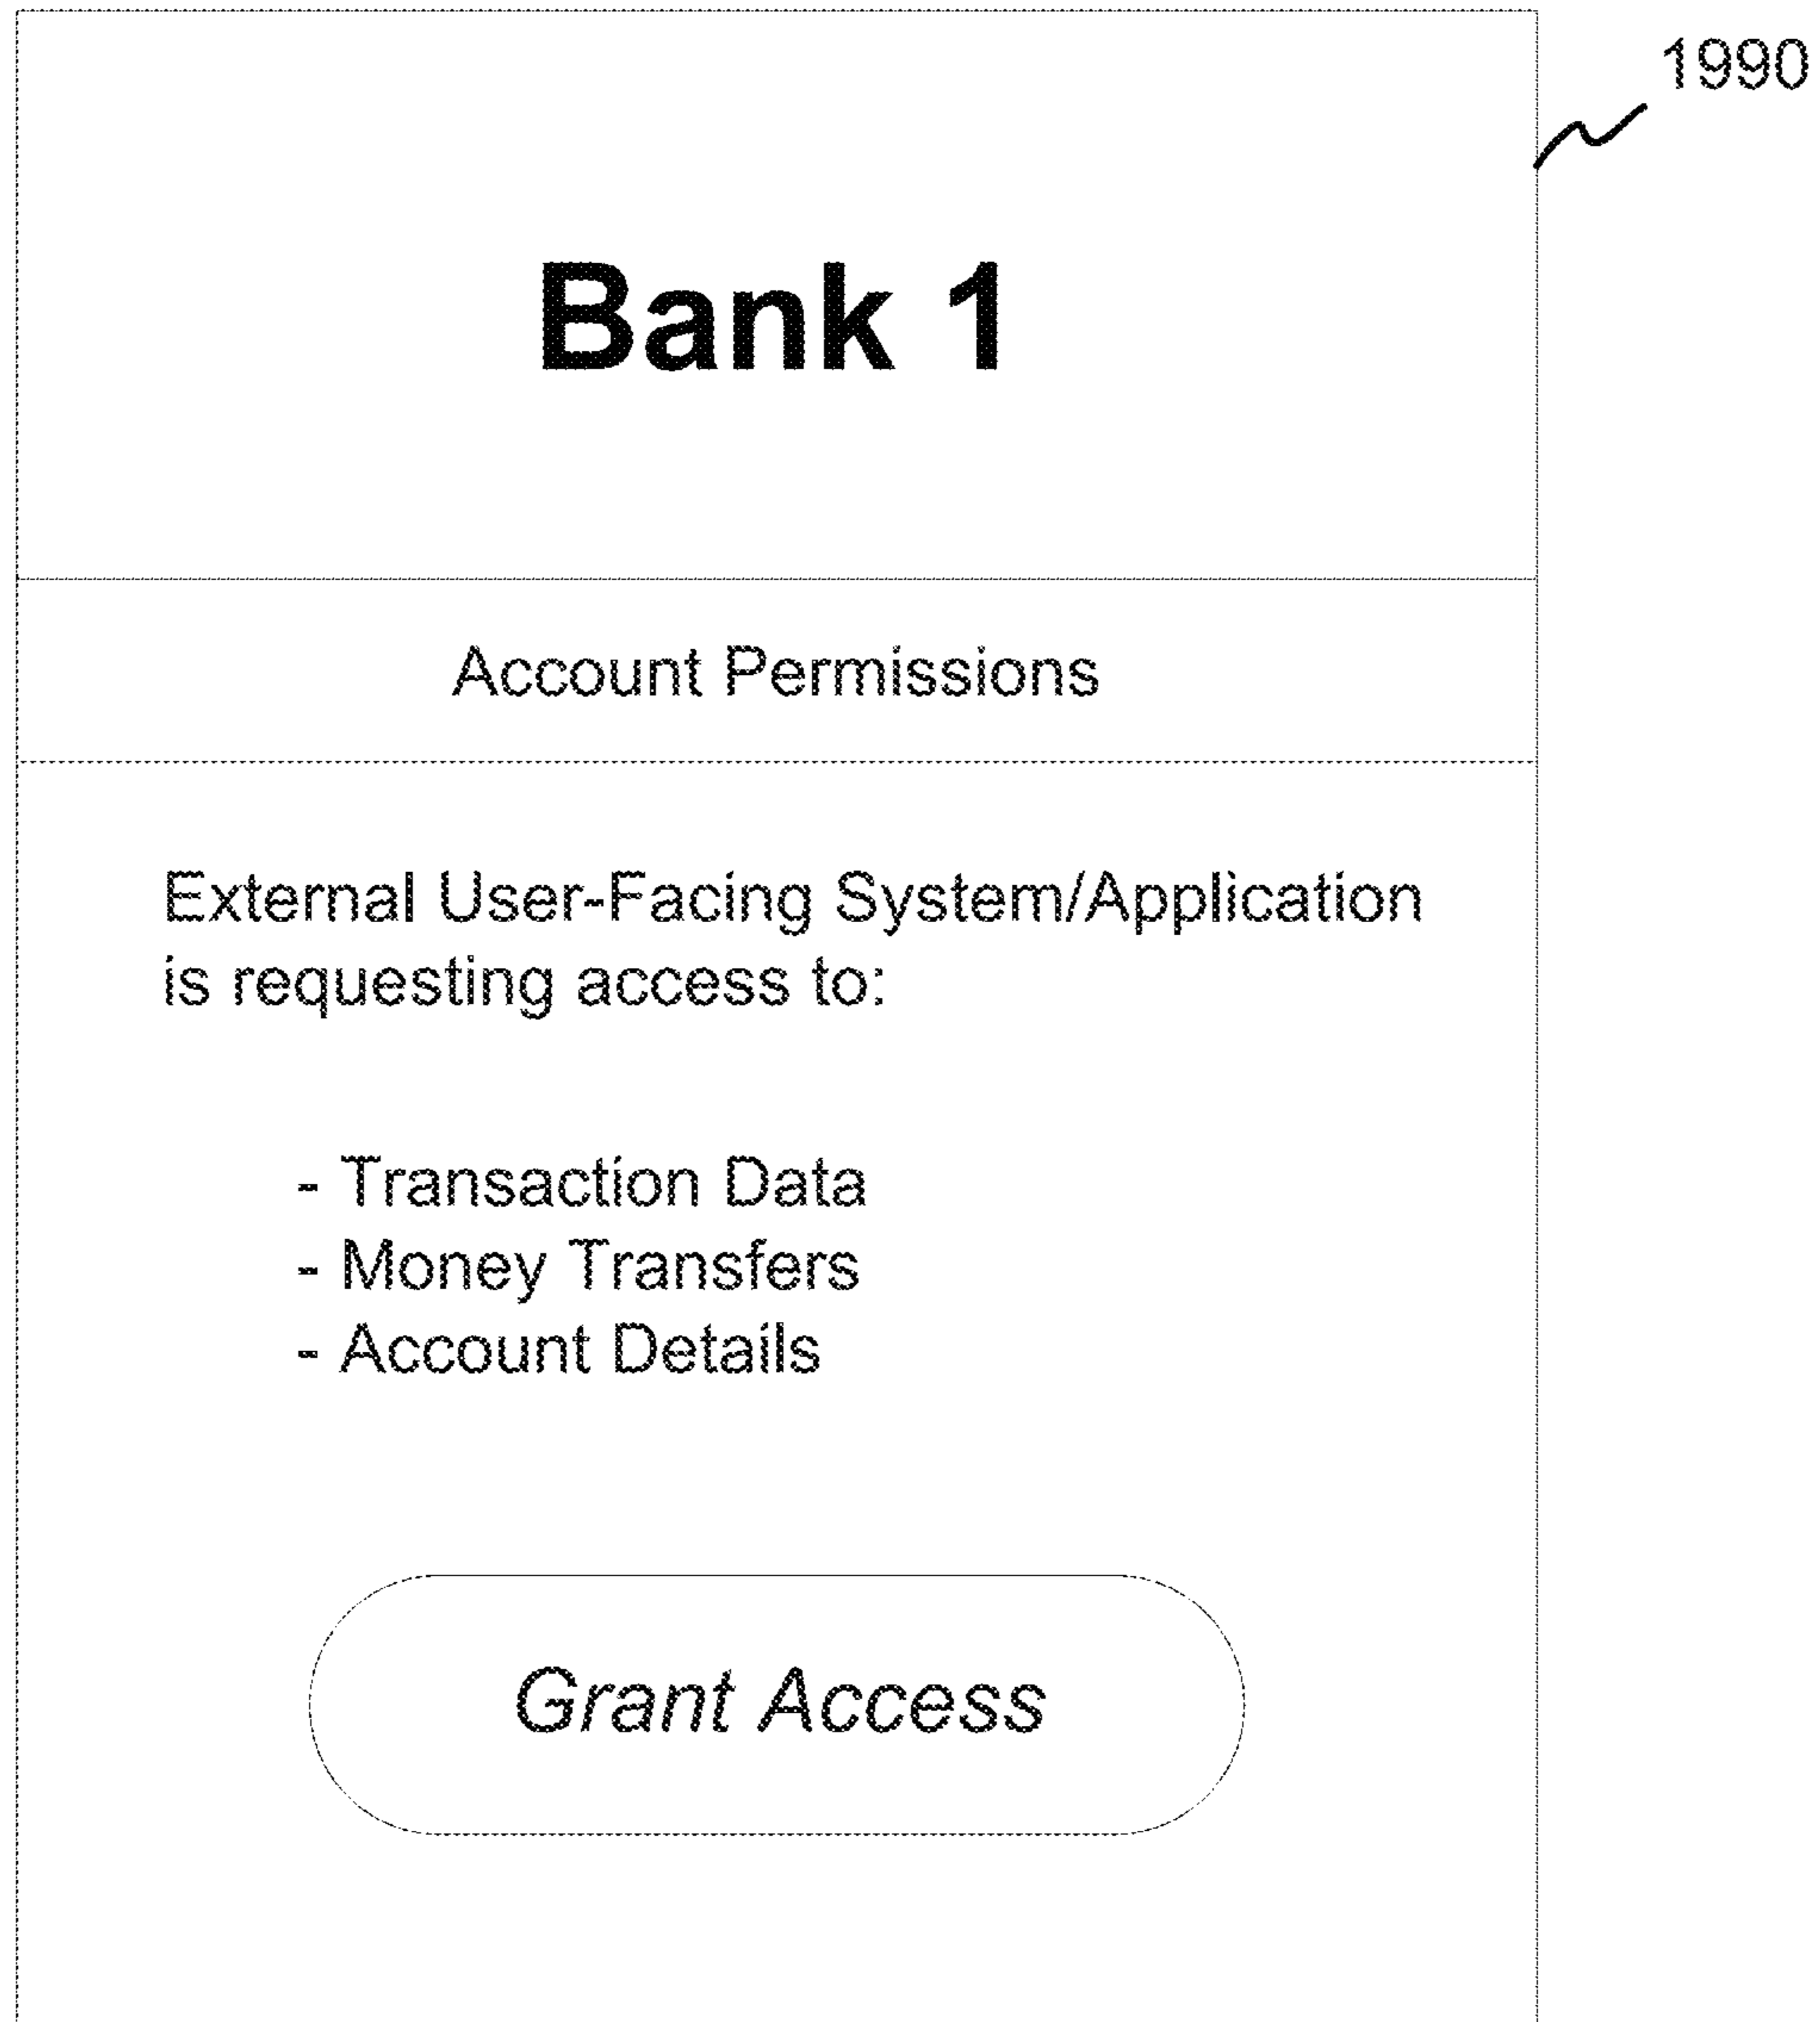 1990
Bank 1
Account Permissions
External User-Facing System/Application
is requesting access to:
- Transaction Data
- Money Transfers
- Account Details
Grant Access